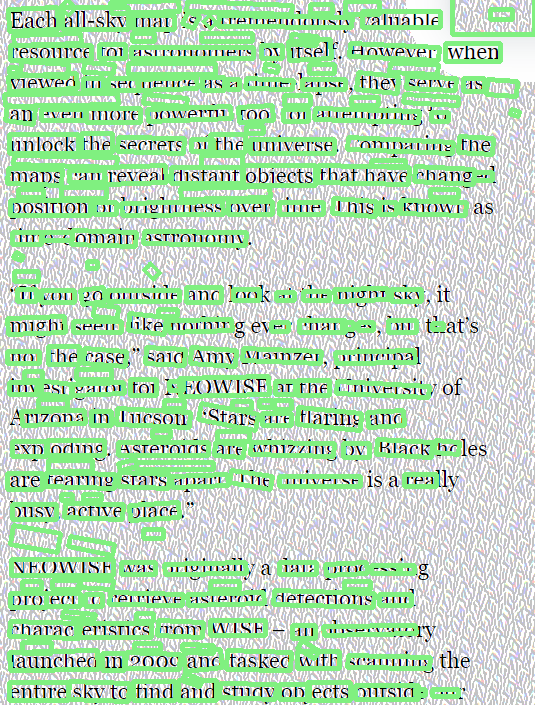 Each all-sky map is a tremendously valuable
resource for astronomers by itself. However when
viewed in sequence as a time lapse, they serve as
an even more powerful tool for attempting to
unlock the secrets of the universe. Comparing the
maps can reveal distant objects that have changed
position or brightness over time. This is known as
time-domain astronomy.
“If you go outside and look at the night sky, it
might seem like nothing ever changes, but that’s
not the case,” said Amy Mainzer, principal
investigator for NEOWISE at the University of
Arizona in Tucson. “Stars are flaring and
exploding. Asteroids are whizzing by. Black holes
are tearing stars apart. The universe is a really
busy, active place.”
NEOWISE was originally a data processing
project to retrieve asteroid detections and
characteristics from WISE – an observatory
launched in 2009 and tasked with scanning the
entire sky to find and study objects outside our